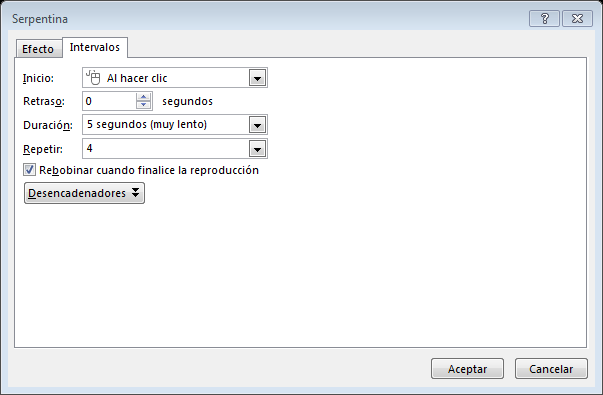 Serpentina
Efecto Intervalos
Inicio: Al hacer clic
Retraso: 0 segundos
Duración: 5 segundos (muy lento)
Repetir: 4
Rebobinar cuando finalice la reproducción
Desencadenadores
Aceptar Cancelar